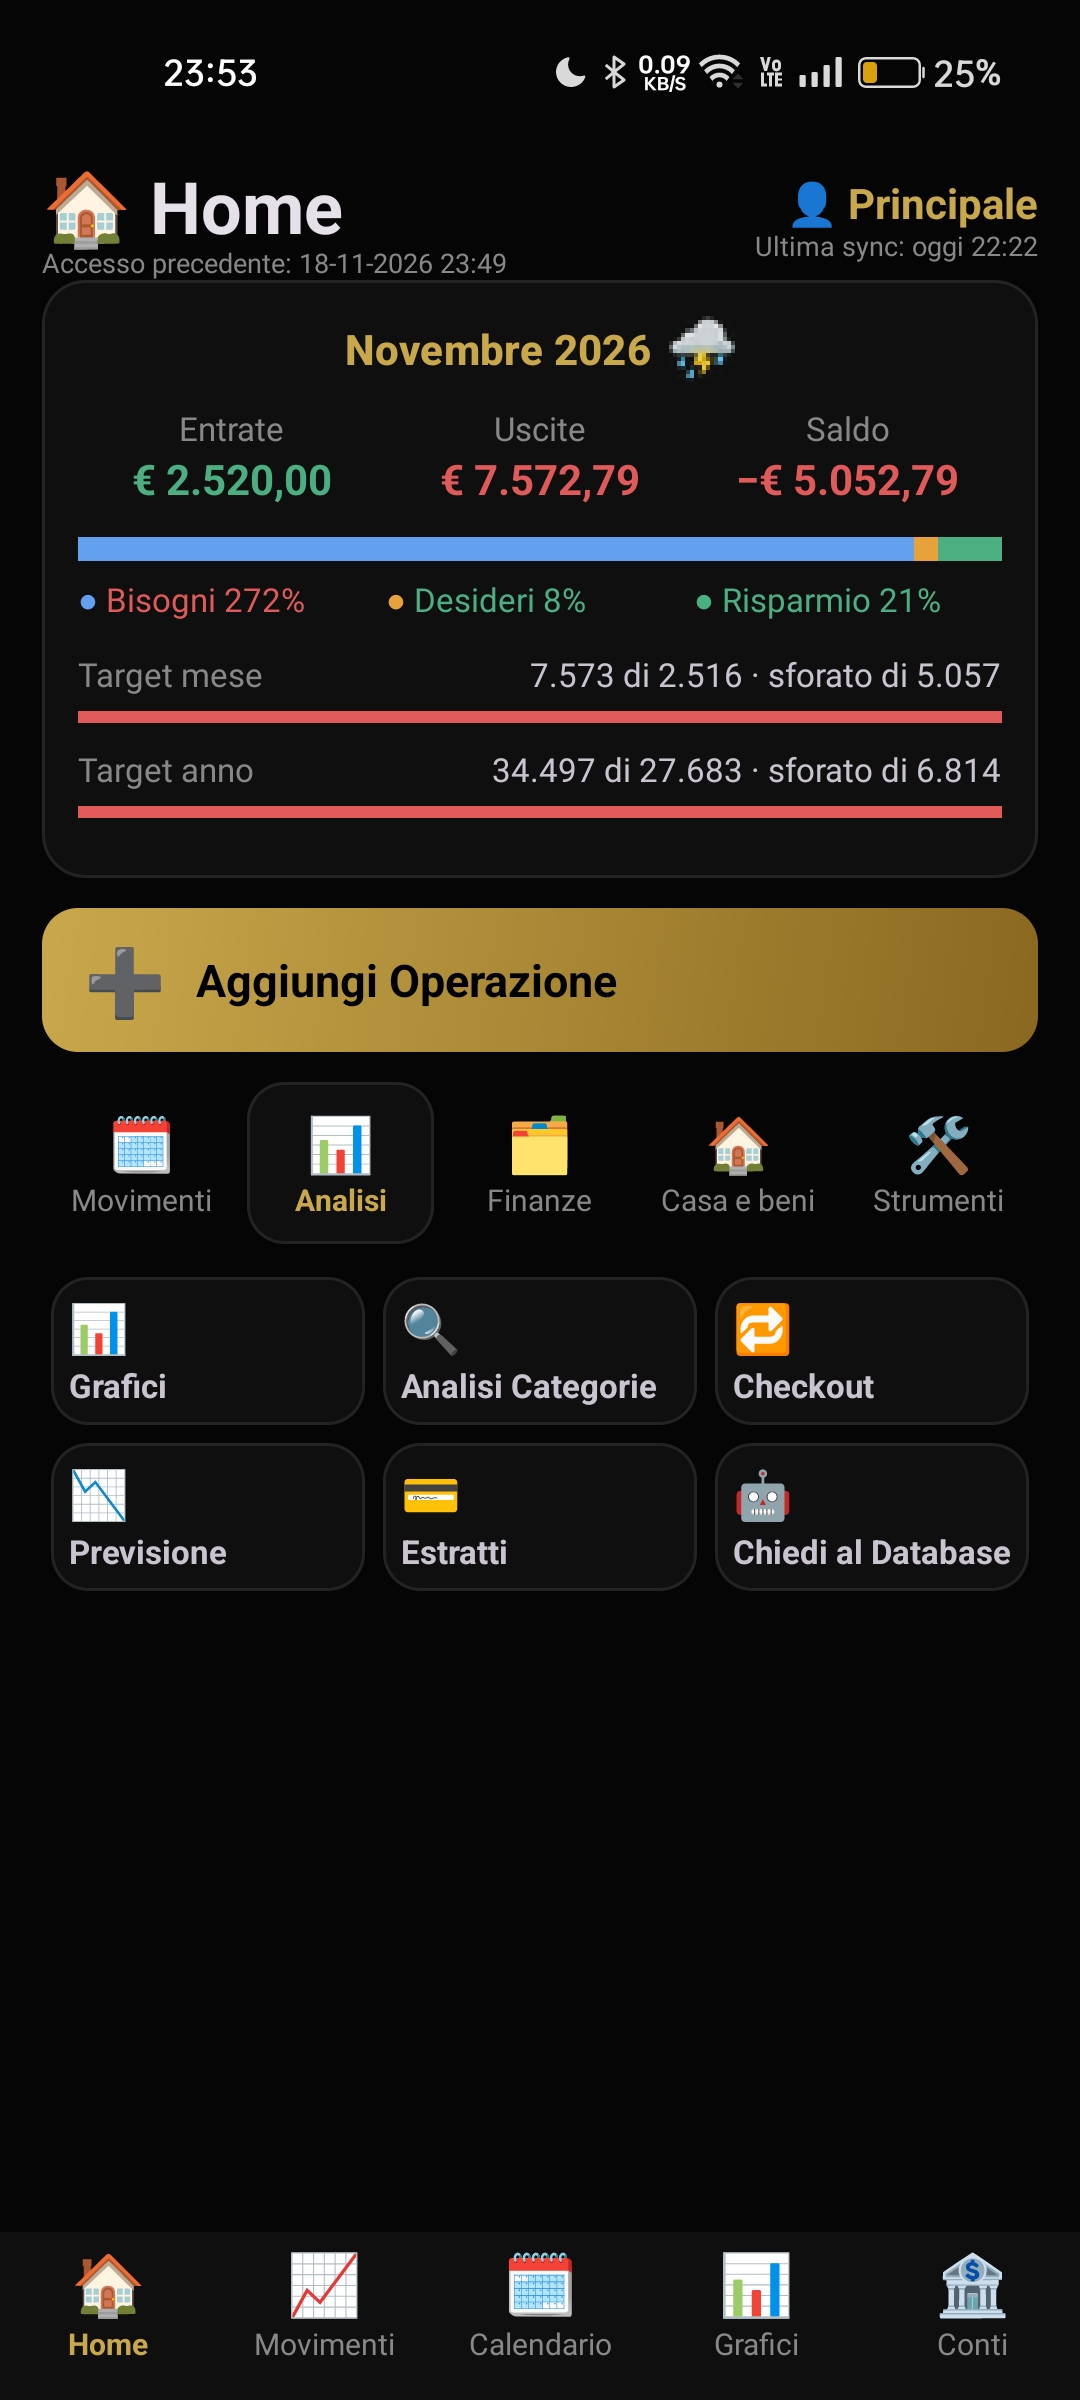 23:53
0.09 KB/S
Vo LTE
25%
🏠 Home
👤 Principale
Accesso precedente: 18-11-2026 23:49
Ultima sync: oggi 22:22
Novembre 2026
Entrate Uscite Saldo
€ 2.520,00 € 7.572,79 −€ 5.052,79
● Bisogni 272% ● Desideri 8% ● Risparmio 21%
Target mese 7.573 di 2.516 · sforato di 5.057
Target anno 34.497 di 27.683 · sforato di 6.814
➕ Aggiungi Operazione
Movimenti Analisi Finanze Casa e beni Strumenti
Grafici Analisi Categorie Checkout
Previsione Estratti Chiedi al Database
Home Movimenti Calendario Grafici Conti